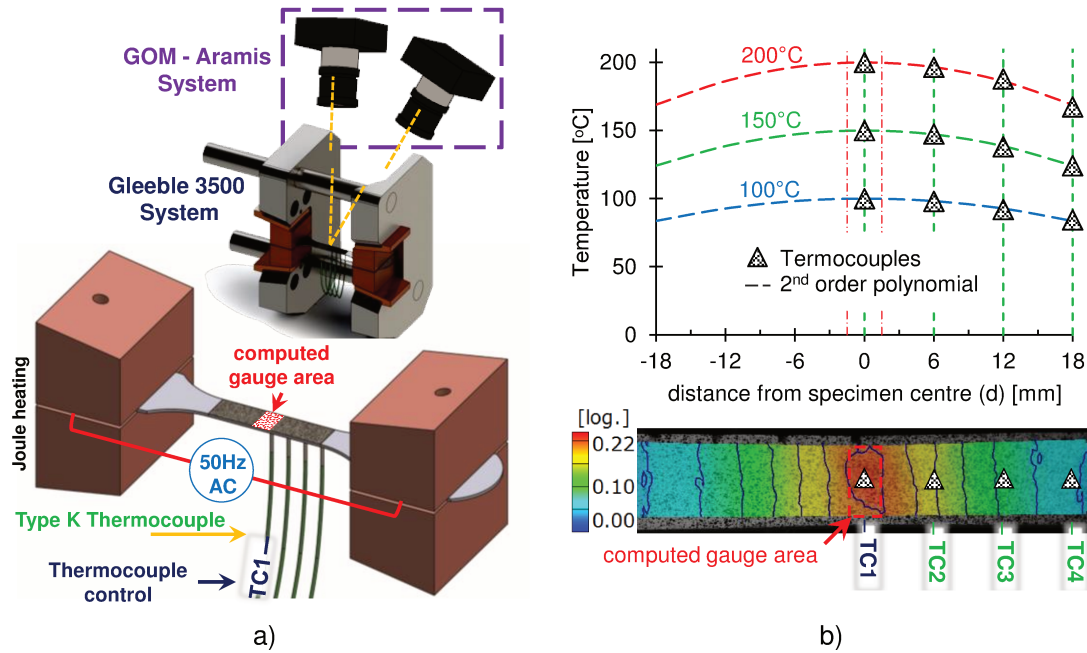 GOM - Aramis
System
Gleeble 3500
System
computed
gauge area
Joule heating
50Hz
AC
Type K Thermocouple
Thermocouple
control
TC1
a)
Temperature [ºC]
200
150
100
50
0
200°C
150°C
100°C
Termocouples
2nd order polynomial
-18 -12 -6 0 6 12 18
distance from specimen centre (d) [mm]
[log.]
0.22
0.10
0.00
computed gauge area
TC1
TC2
TC3
TC4
b)